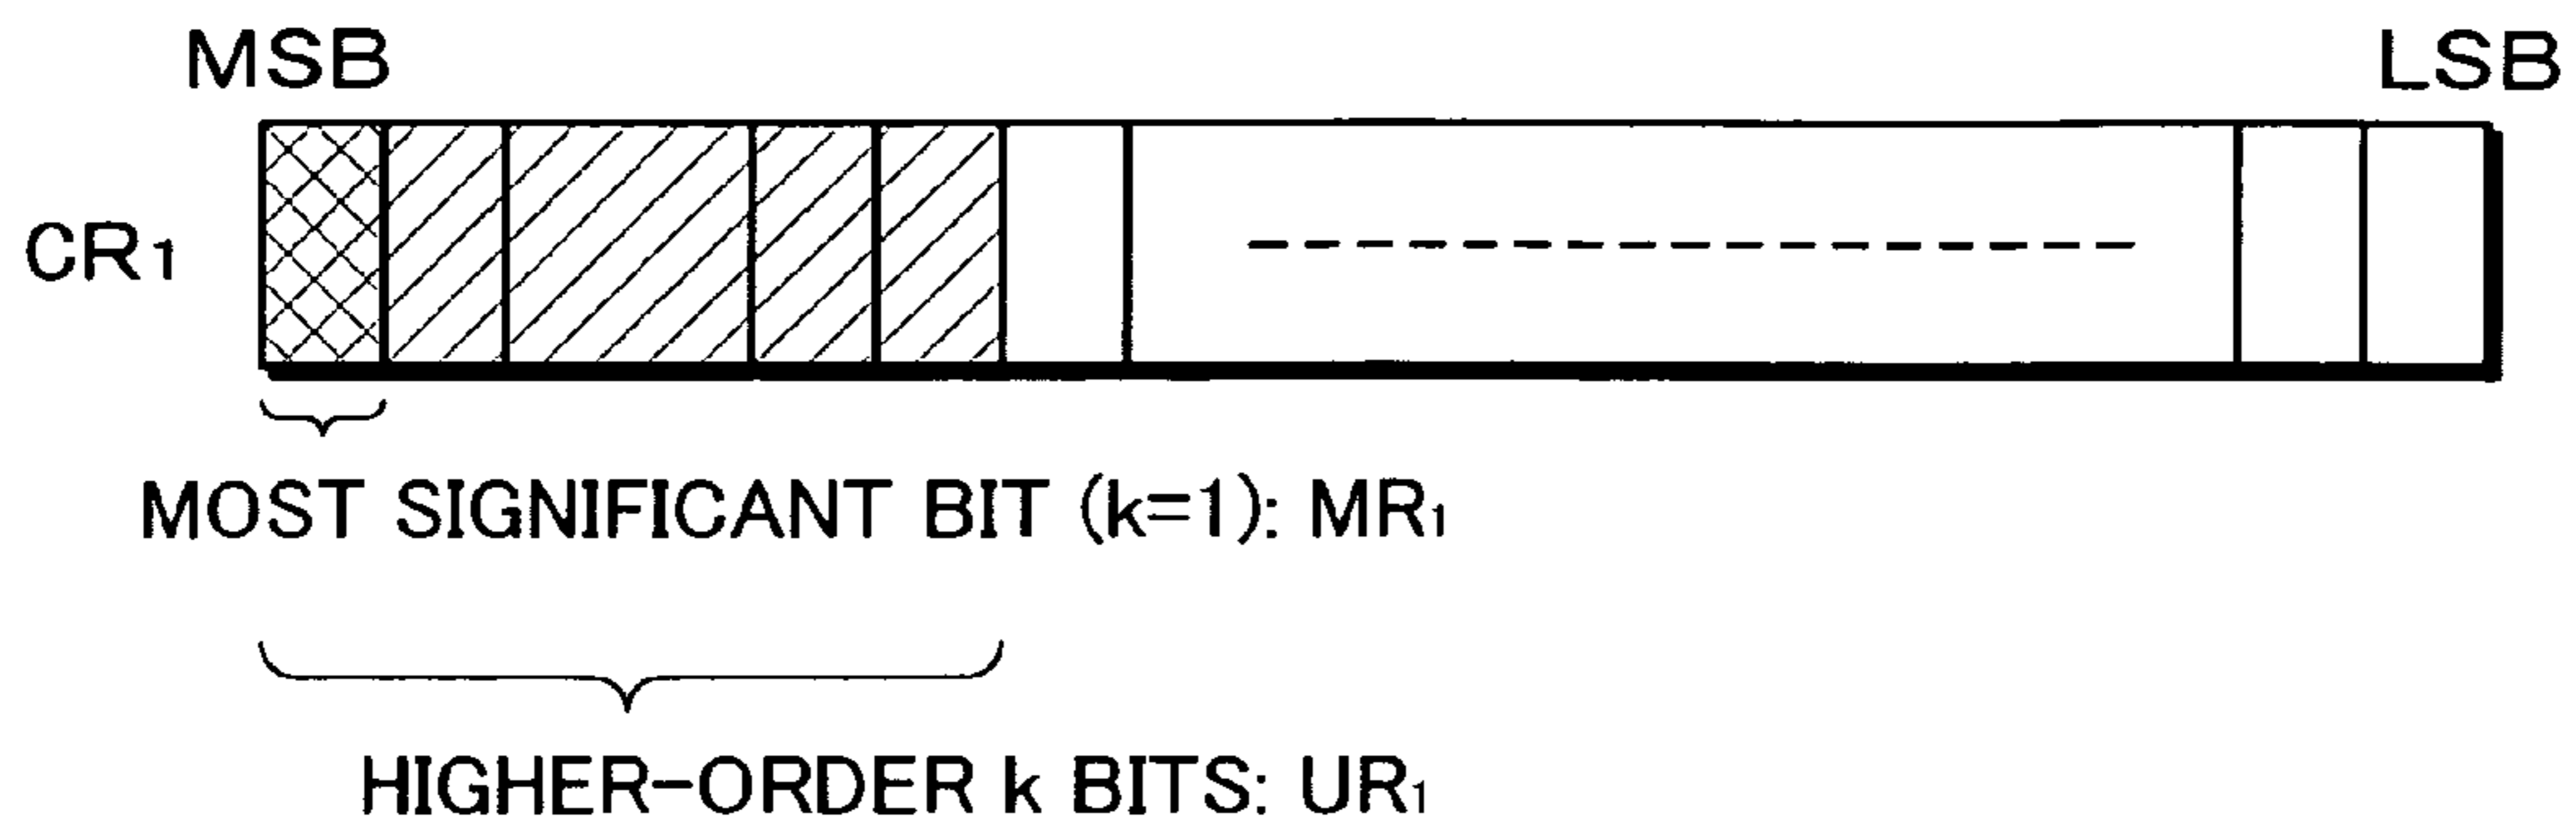 MSB LSB
CR1
MOST SIGNIFICANT BIT (k=1): MR1
HIGHER-ORDER k BITS: UR1